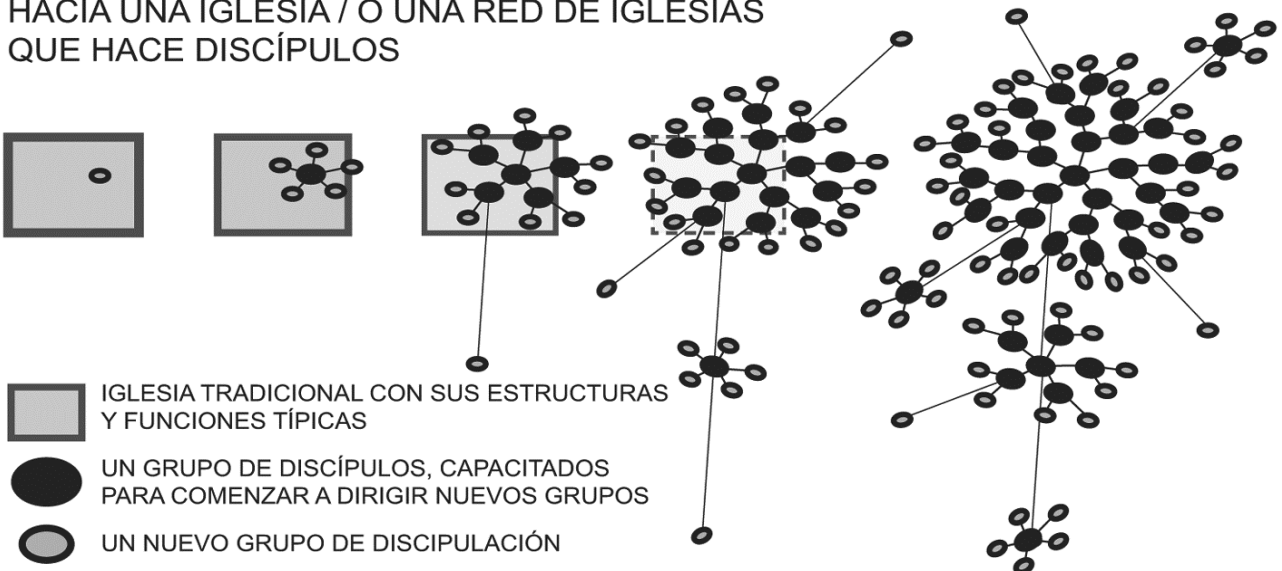 HACIA UNA IGLESIA / O UNA RED DE IGLESIAS
QUE HACE DISCÍPULOS
IGLESIA TRADICIONAL CON SUS ESTRUCTURAS
Y FUNCIONES TÍPICAS
UN GRUPO DE DISCÍPULOS, CAPACITADOS
PARA COMENZAR A DIRIGIR NUEVOS GRUPOS
UN NUEVO GRUPO DE DISCIPULACIÓN